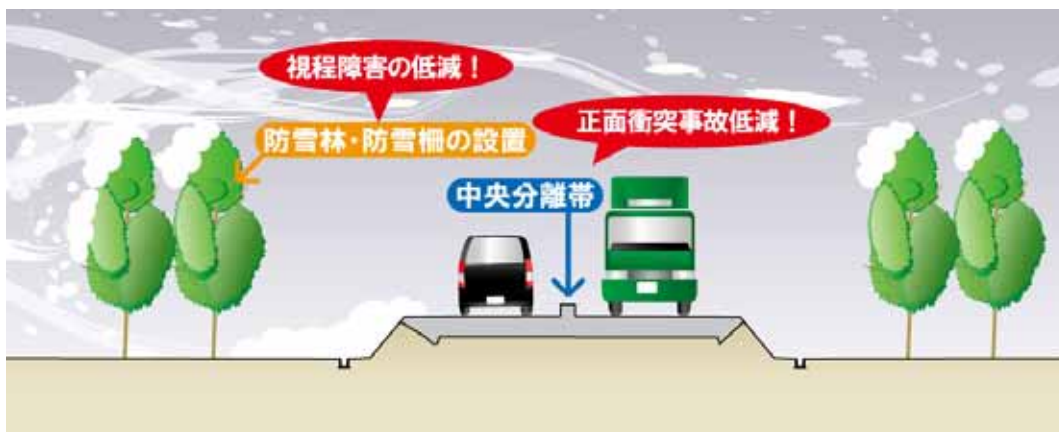 視程障害の低減！
防雪林・防雪柵の設置
正面衝突事故低減！
中央分離帯